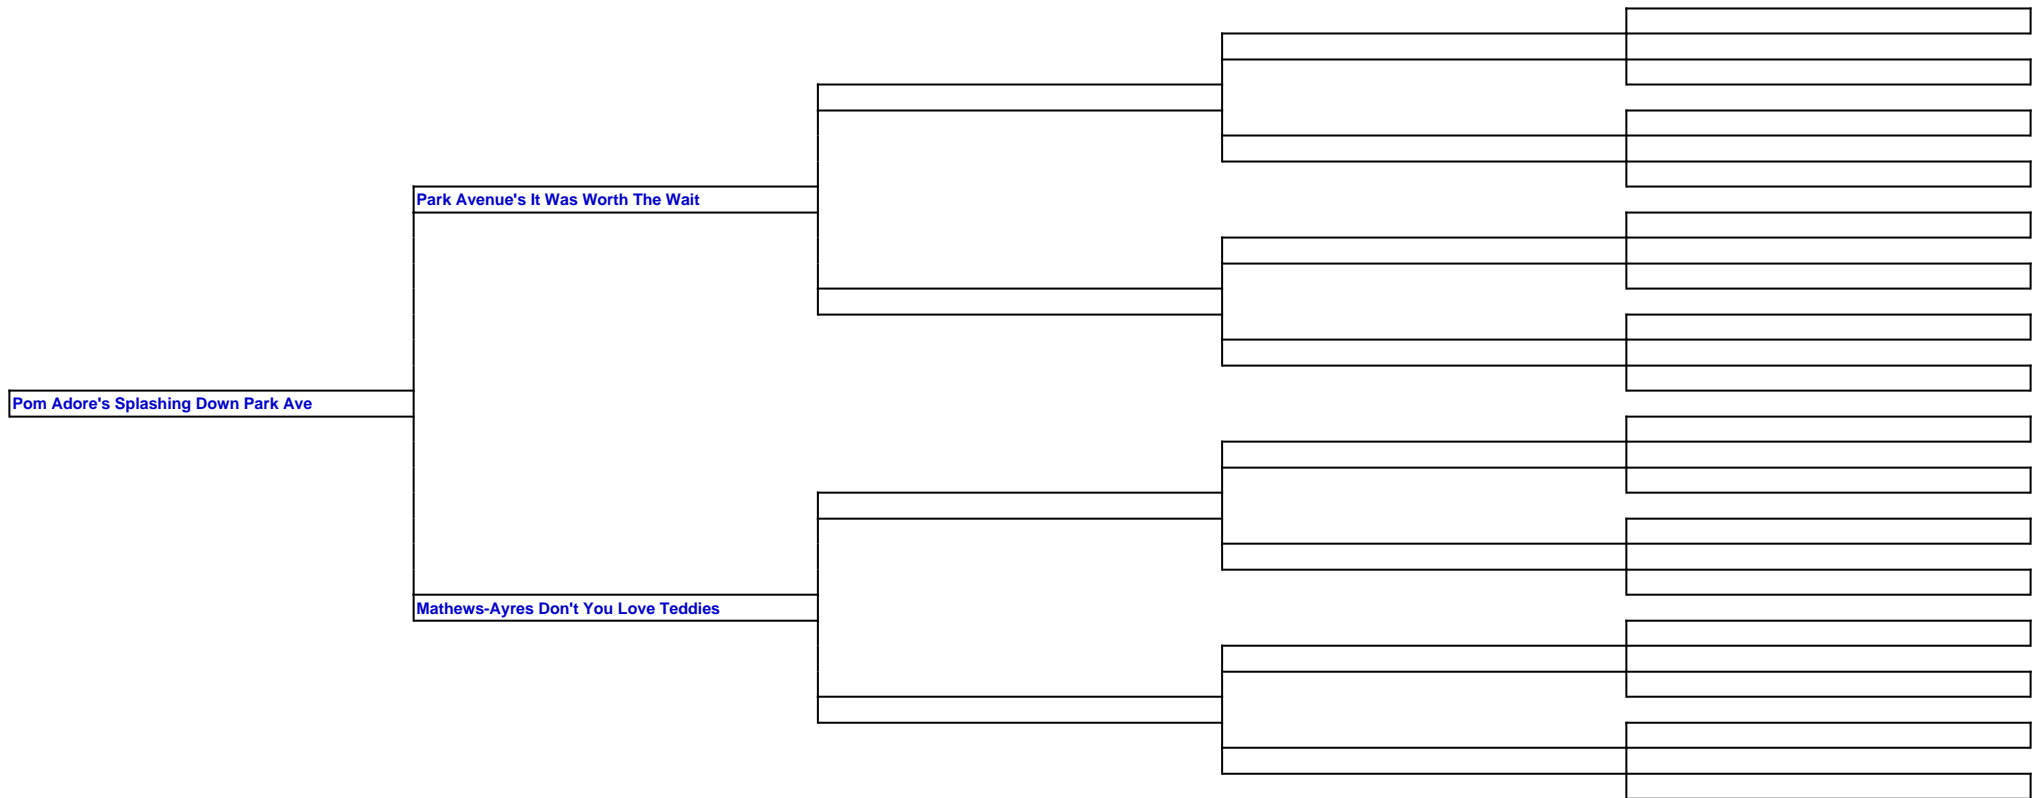 Park Avenue's It Was Worth The Wait
Pom Adore's Splashing Down Park Ave
Mathews-Ayres Don't You Love Teddies